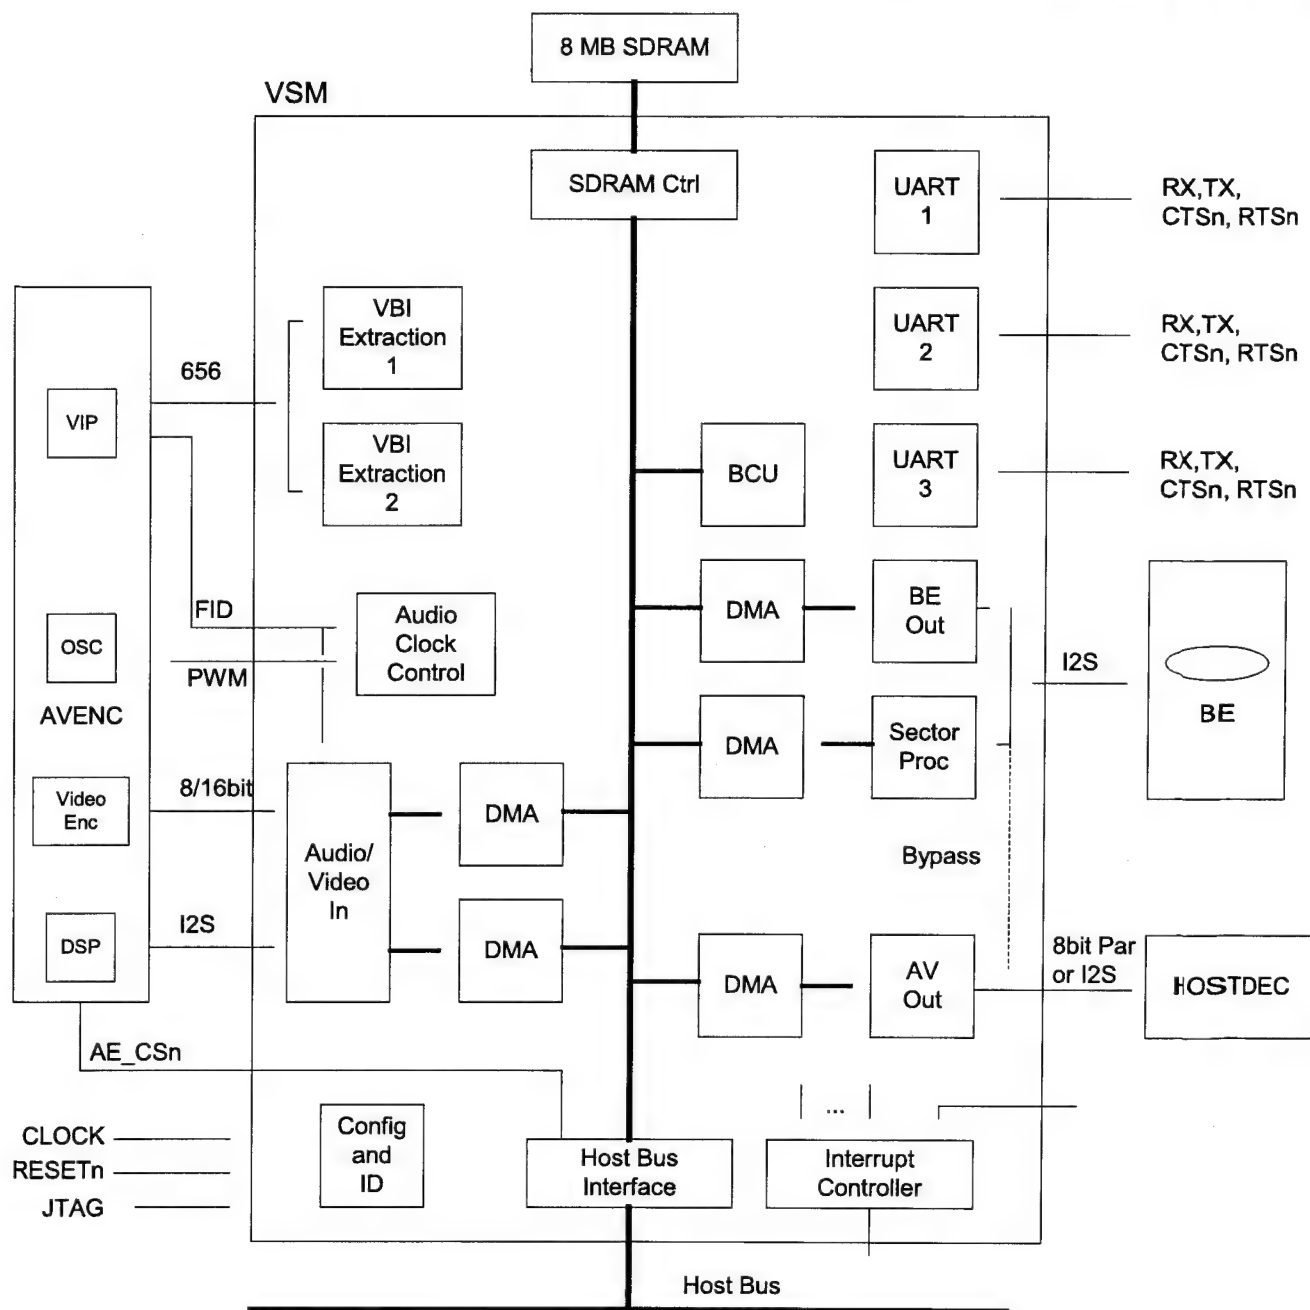 8 MB SDRAM
VSM
SDRAM Ctrl
UART
1
RX,TX,
CTSn, RTSn
VBI
Extraction
1
656
VIP
UART
2
RX,TX,
CTSn, RTSn
VBI
Extraction
2
BCU
UART
3
RX,TX,
CTSn, RTSn
FID
Audio
Clock
Control
OSC
PWM
AVENC
DMA
BE
Out
I2S
BE
DMA
Sector
Proc
8/16bit
Video
Enc
Audio/
Video
In
DMA
Bypass
I2S
DSP
DMA
DMA
AV
Out
8bit Par
or I2S
HOSTDEC
AE_CSn
...
CLOCK
RESETn
JTAG
Config
and
ID
Host Bus
Interface
Interrupt
Controller
Host Bus